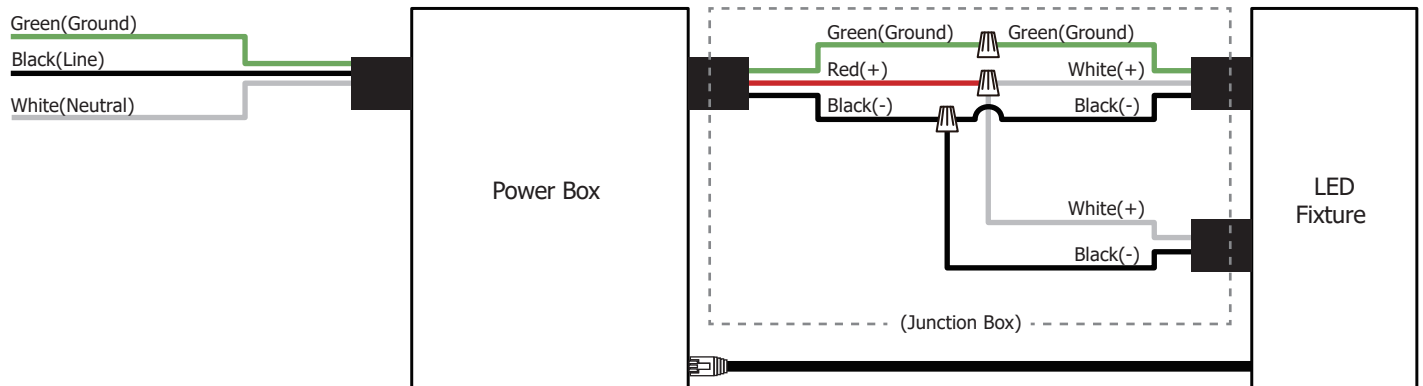 Green(Ground)
Black(Line)
White(Neutral)
Power Box
Green(Ground) Green(Ground)
Red(+) White(+)
Black(-) Black(-)
White(+)
Black(-)
(Junction Box)
LED
Fixture